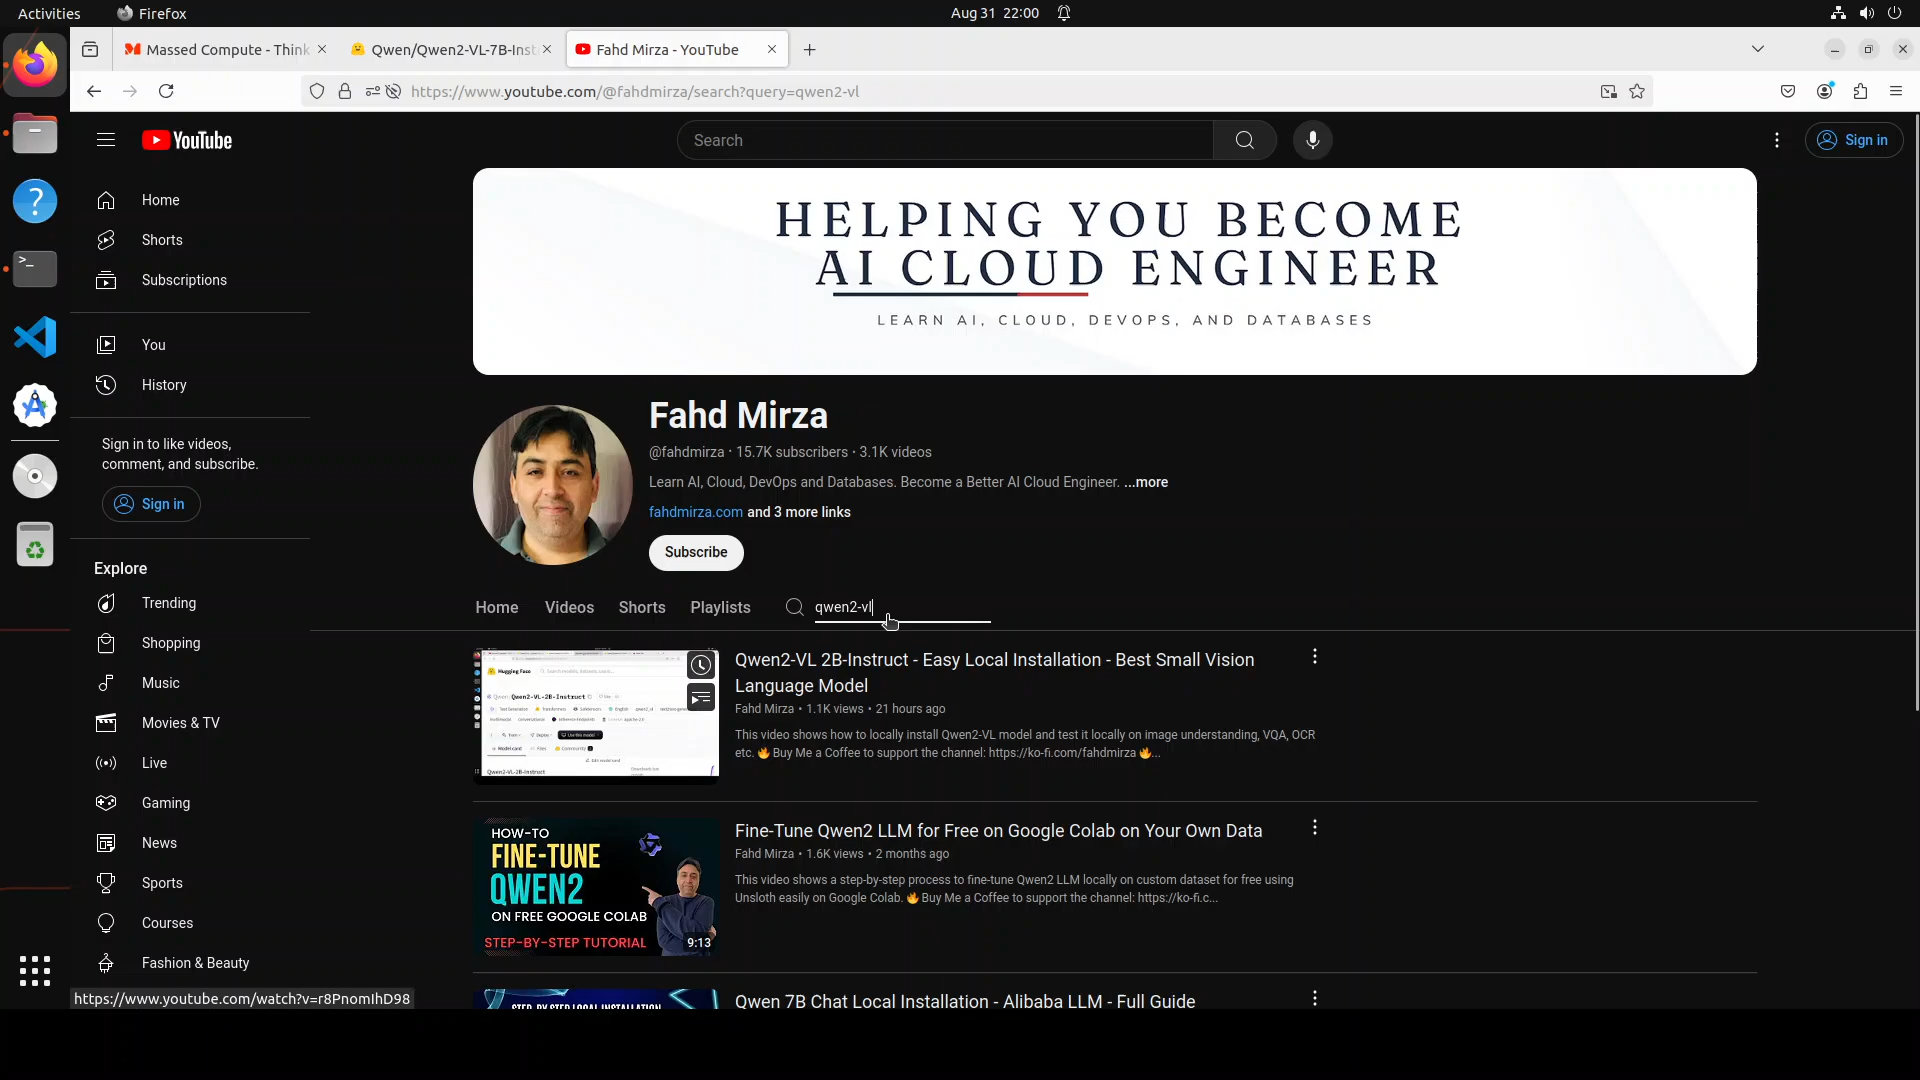 Activities
Firefox
Aug 31 22:00
Massed Compute - Think
Qwen/Qwen2-VL-7B-Inst
Fahd Mirza - YouTube
https://www.youtube.com/@fahdmirza/search?query=qwen2-vl
YouTube
Search
Sign in
Home
Shorts
Subscriptions
You
History
Sign in to like videos,
comment, and subscribe.
Sign in
Explore
Trending
Shopping
Music
Movies & TV
Live
Gaming
News
Sports
Courses
Fashion & Beauty
https://www.youtube.com/watch?v=r8PnomIhD98
HELPING YOU BECOME
AI CLOUD ENGINEER
LEARN AI, CLOUD, DEVOPS, AND DATABASES
Fahd Mirza
@fahdmirza • 15.7K subscribers • 3.1K videos
Learn AI, Cloud, DevOps and Databases. Become a Better AI Cloud Engineer. ...more
fahdmirza.com and 3 more links
Subscribe
Home
Videos
Shorts
Playlists
qwen2-vl
Hugging Face
Qwen2-VL-2B-Instruct
Qwen2-VL-2B-Instruct
Qwen2-VL 2B-Instruct - Easy Local Installation - Best Small Vision
Language Model
Fahd Mirza • 1.1K views • 21 hours ago
This video shows how to locally install Qwen2-VL model and test it locally on image understanding, VQA, OCR
etc. 🔥Buy Me a Coffee to support the channel: https://ko-fi.com/fahdmirza 🔥...
HOW-TO
FINE-TUNE
QWEN2
ON FREE GOOGLE COLAB
STEP-BY-STEP TUTORIAL
9:13
Fine-Tune Qwen2 LLM for Free on Google Colab on Your Own Data
Fahd Mirza • 1.6K views • 2 months ago
This video shows a step-by-step process to fine-tune Qwen2 LLM locally on custom dataset for free using
Unsloth easily on Google Colab. 🔥Buy Me a Coffee to support the channel: https://ko-fi.c...
Qwen 7B Chat Local Installation - Alibaba LLM - Full Guide